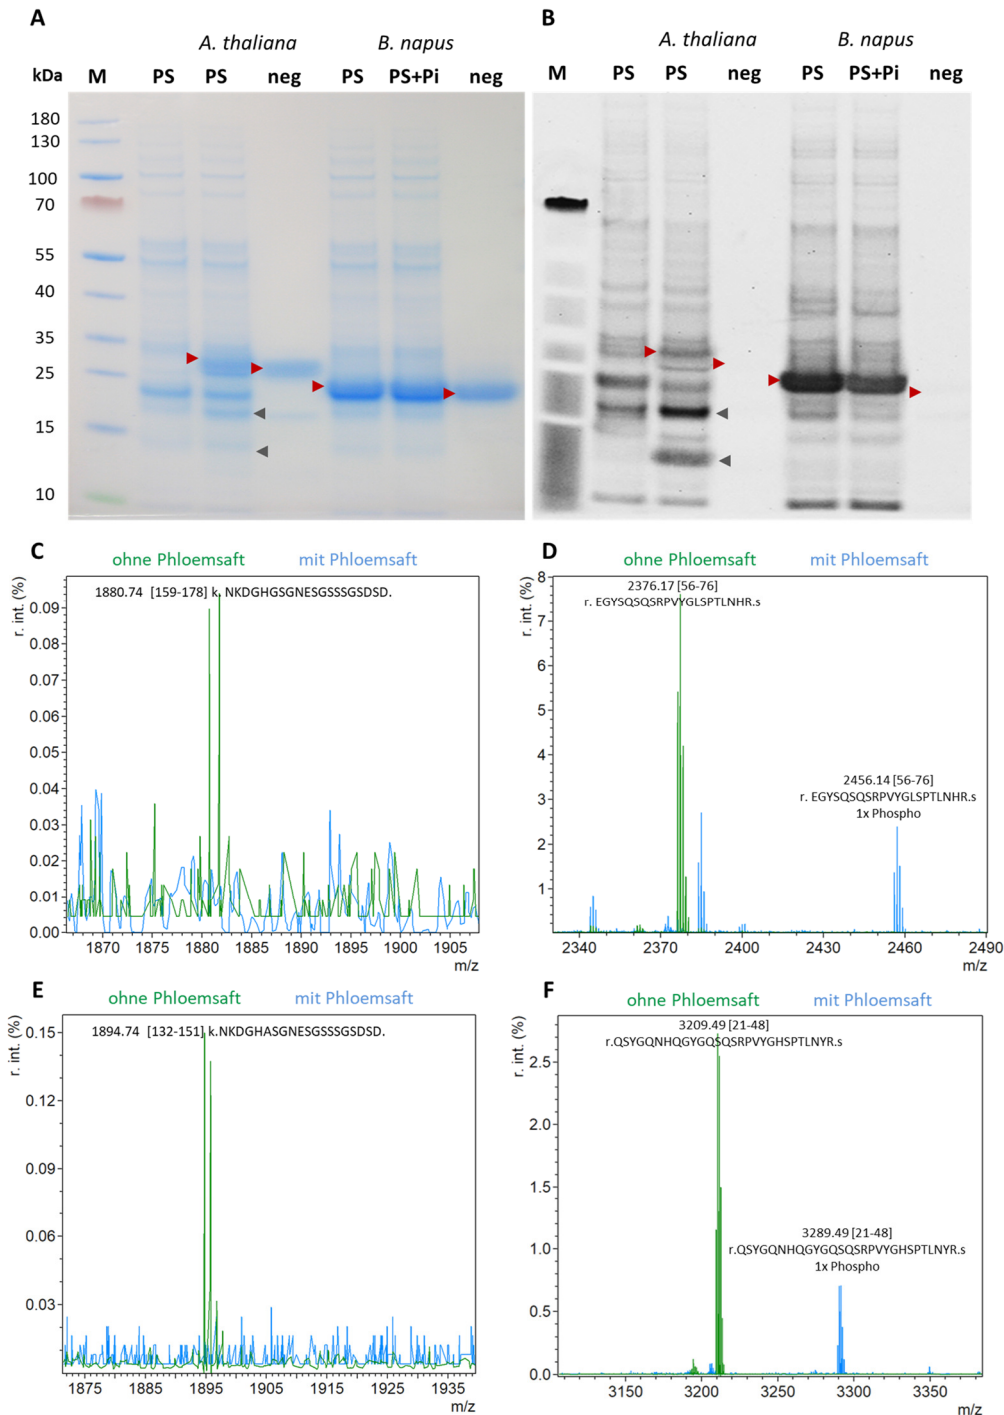 A
B
A. thaliana
B. napus
A. thaliana
B. napus
kDa
M
PS
PS
neg
PS
PS+Pi
neg
M
PS
PS
neg
PS
PS+Pi
neg
180
130
100
70
55
40
35
25
15
10
C
ohne Phloemsaft
mit Phloemsaft
r. int. (%)
1880.74 [159-178] k. NKDGHGSGNESGSSSGSDSD.
0.09
0.08
0.07
0.06
0.05
0.04
0.03
0.02
0.01
0.00
1870
1875
1880
1885
1890
1895
1900
1905
m/z
D
ohne Phloemsaft
mit Phloemsaft
r. int. (%)
2376.17 [56-76]
r. EGYSQSQSRPVYGLSPTLNHR.s
2456.14 [56-76]
r. EGYSQSQSRPVYGLSPTLNHR.s
1x Phospho
8
7
6
5
4
3
2
1
2340
2370
2400
2430
2460
2490
m/z
E
ohne Phloemsaft
mit Phloemsaft
r. int. (%)
1894.74 [132-151] k.NKDGHASGNESGSSSGSDSD.
0.15
0.12
0.09
0.06
0.03
1875
1885
1895
1905
1915
1925
1935
m/z
F
ohne Phloemsaft
mit Phloemsaft
r. int. (%)
3209.49 [21-48]
r.QSYGQNHQGYGQSQSRPVYGHSPTLNYR.s
3289.49 [21-48]
r.QSYGQNHQGYGQSQSRPVYGHSPTLNYR.s
1x Phospho
2.5
2.0
1.5
1.0
0.5
0.0
3150
3200
3250
3300
3350
m/z